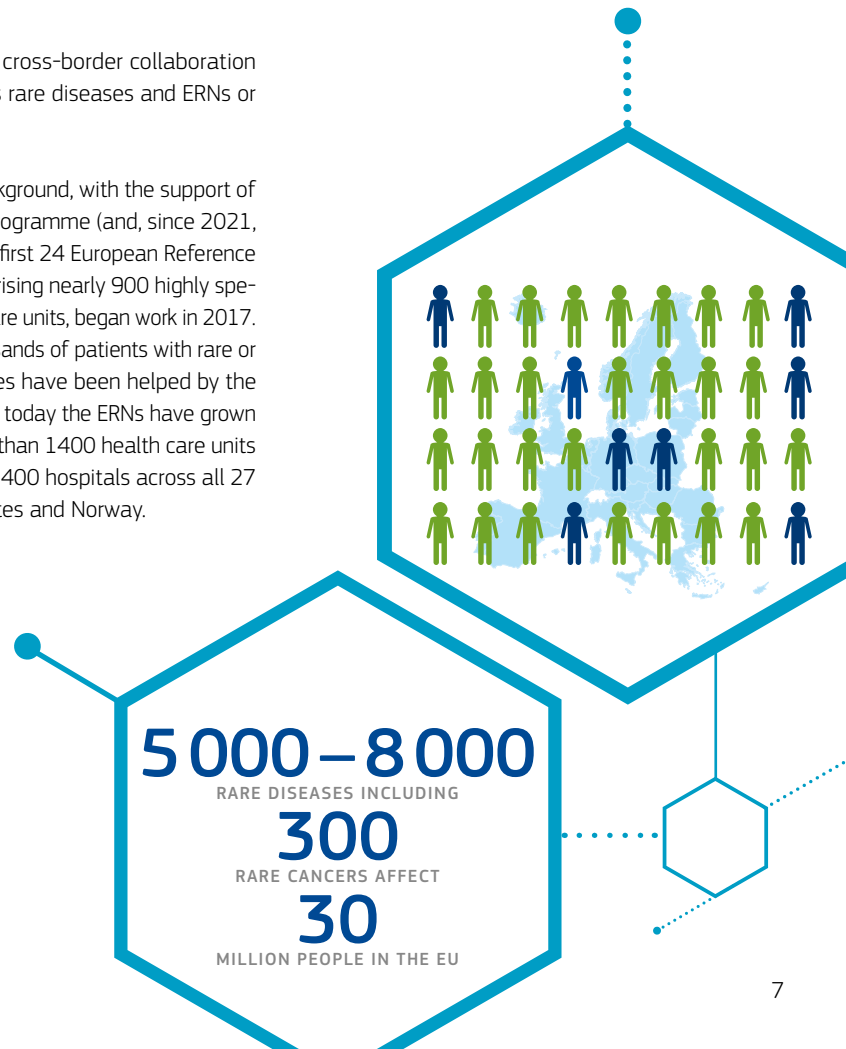 cross-border collaboration
rare diseases and ERNs or
kground, with the support of
ogramme (and, since 2021,
first 24 European Reference
ising nearly 900 highly spe-
re units, began work in 2017.
sands of patients with rare or
es have been helped by the
today the ERNs have grown
than 1400 health care units
400 hospitals across all 27
tes and Norway.
5 000 – 8 000
RARE DISEASES INCLUDING
300
RARE CANCERS AFFECT
30
MILLION PEOPLE IN THE EU
7